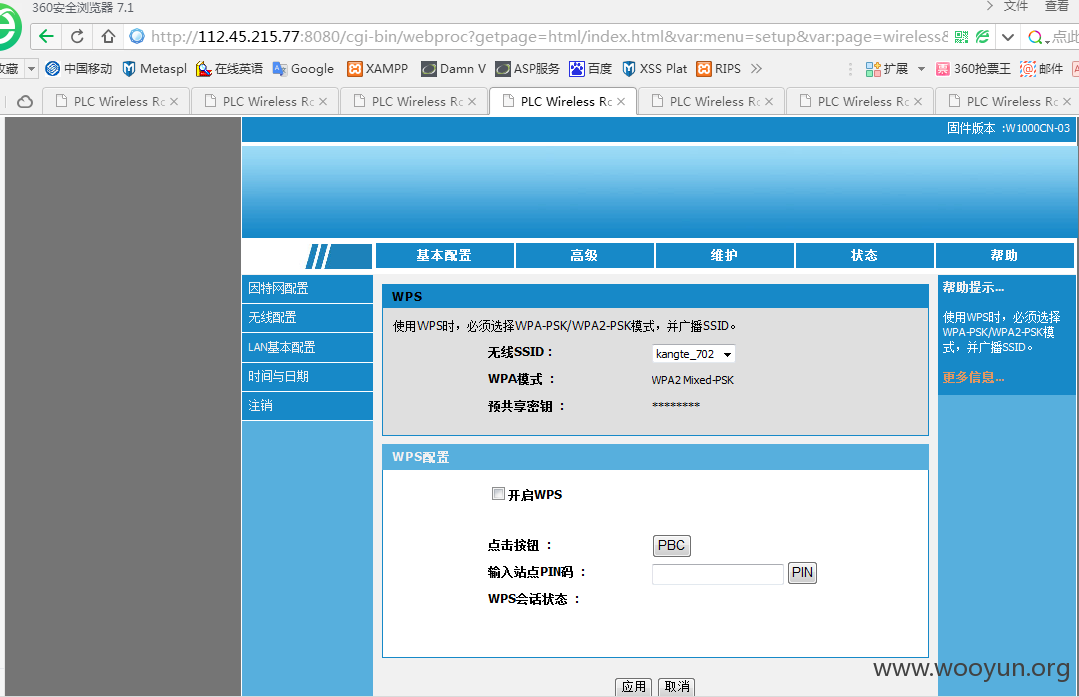 360安全浏览器 7.1
文件 查看
http://112.45.215.77:8080/cgi-bin/webproc?getpage=html/index.html&var:menu=setup&var:page=wireless&
点此
收藏 中国移动 Metaspl 在线英语 Google XAMPP Damn V ASP服务 百度 XSS Plat RIPS 扩展 360抢票王 邮件
PLC Wireless Ro PLC Wireless Ro PLC Wireless Ro PLC Wireless Ro PLC Wireless Ro PLC Wireless Ro PLC Wireless Ro
固件版本 :W1000CN-03
基本配置 高级 维护 状态 帮助
因特网配置
无线配置
LAN基本配置
时间与日期
注销
WPS
使用WPS时，必须选择WPA-PSK/WPA2-PSK模式，并广播SSID。
无线SSID： kangte_702
WPA模式 ： WPA2 Mixed-PSK
预共享密钥 ： ********
WPS配置
开启WPS
点击按钮 ： PBC
输入站点PIN码 ： PIN
WPS会话状态 ：
应用 取消
帮助提示...
使用WPS时，必须选择
WPA-PSK/WPA2-PSK模
式，并广播SSID。
更多信息...
www.wooyun.org